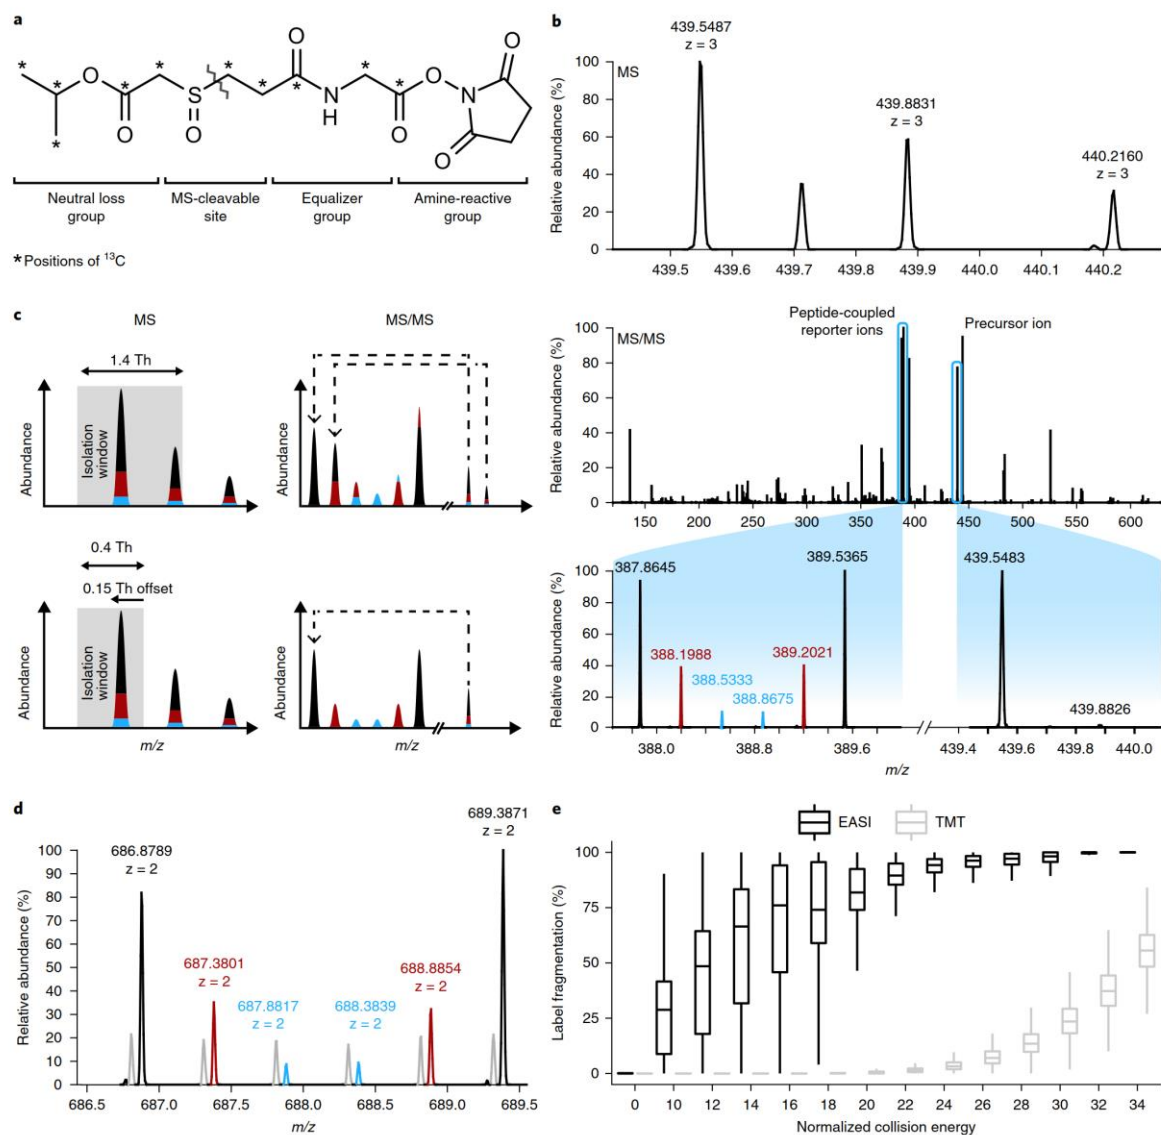 a
* * * * * * * * *
O O S O O N H O O N O O
Neutral loss group
MS-cleavable site
Equalizer group
Amine-reactive group
*Positions of ¹³C
b
MS
Relative abundance (%)
100
80
60
40
20
0
439.5487
z = 3
439.8831
z = 3
440.2160
z = 3
439.5 439.6 439.7 439.8 439.9 440.0 440.1 440.2
MS/MS
Peptide-coupled reporter ions
Precursor ion
Relative abundance (%)
100
80
60
40
20
0
150 200 250 300 350 400 390 440 450 500 550 600
387.8645
388.1988
388.5333
388.8675
389.2021
389.5365
439.5483
439.8826
Relative abundance (%)
100
80
60
40
20
0
388.0 388.8 389.6 439.4 439.6 439.8 440.0
m/z
c
MS
MS/MS
1.4 Th
Isolation window
Abundance
Abundance
0.4 Th
0.15 Th offset
Isolation window
Abundance
Abundance
m/z
d
Relative abundance (%)
100
90
80
70
60
50
40
30
20
10
0
686.8789
z = 2
687.3801
z = 2
687.8817
z = 2
688.3839
z = 2
688.8854
z = 2
689.3871
z = 2
686.5 687.0 687.5 688.0 688.5 689.0 689.5
m/z
e
EASI
TMT
Label fragmentation (%)
100
75
50
25
0
0 10 12 14 16 18 20 22 24 26 28 30 32 34
Normalized collision energy